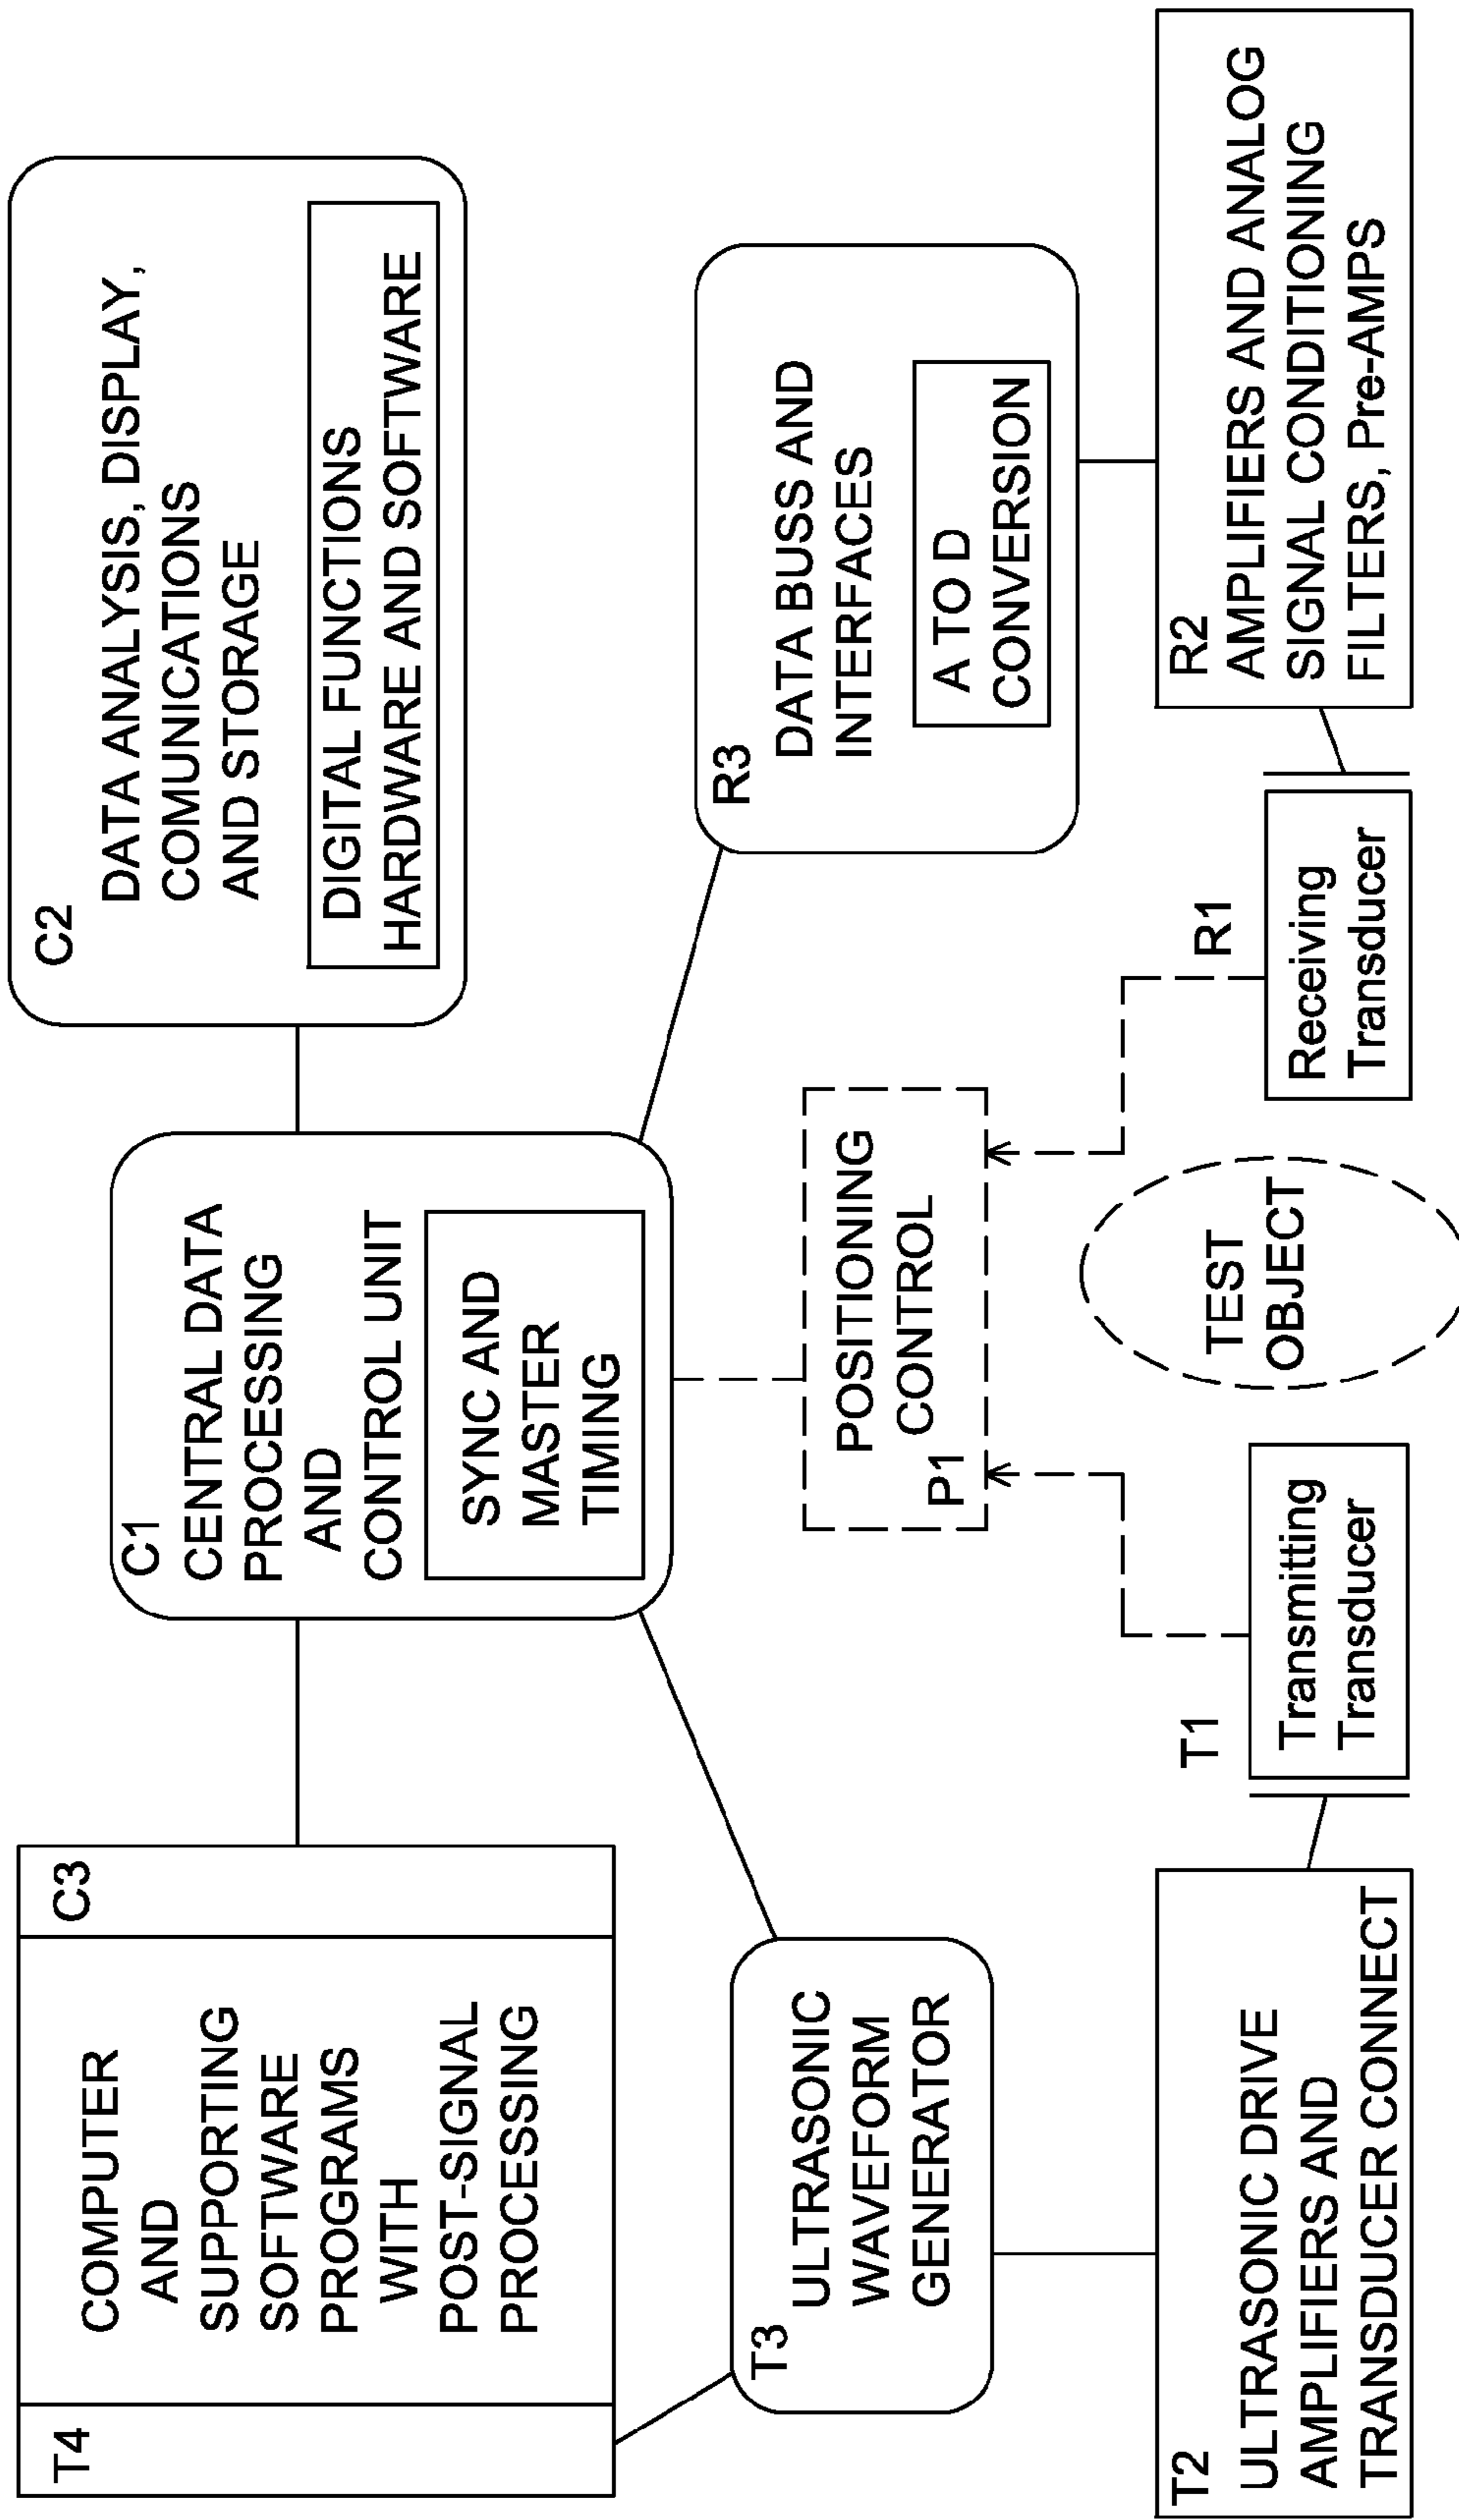 T4
COMPUTER
AND
SUPPORTING
SOFTWARE
PROGRAMS
WITH
POST-SIGNAL
PROCESSING
C3
C1
CENTRAL DATA
PROCESSING
AND
CONTROL UNIT
SYNC AND
MASTER
TIMING
C2
DATA ANALYSIS, DISPLAY,
COMUNICATIONS
AND STORAGE
DIGITAL FUNCTIONS
HARDWARE AND SOFTWARE
T3
ULTRASONIC
WAVEFORM
GENERATOR
POSITIONING
CONTROL
P1
R3
DATA BUSS AND
INTERFACES
A TO D
CONVERSION
T2
ULTRASONIC DRIVE
AMPLIFIERS AND
TRANSDUCER CONNECT
T1
Transmitting
Transducer
TEST
OBJECT
R1
Receiving
Transducer
R2
AMPLIFIERS AND ANALOG
SIGNAL CONDITIONING
FILTERS, Pre-AMPS